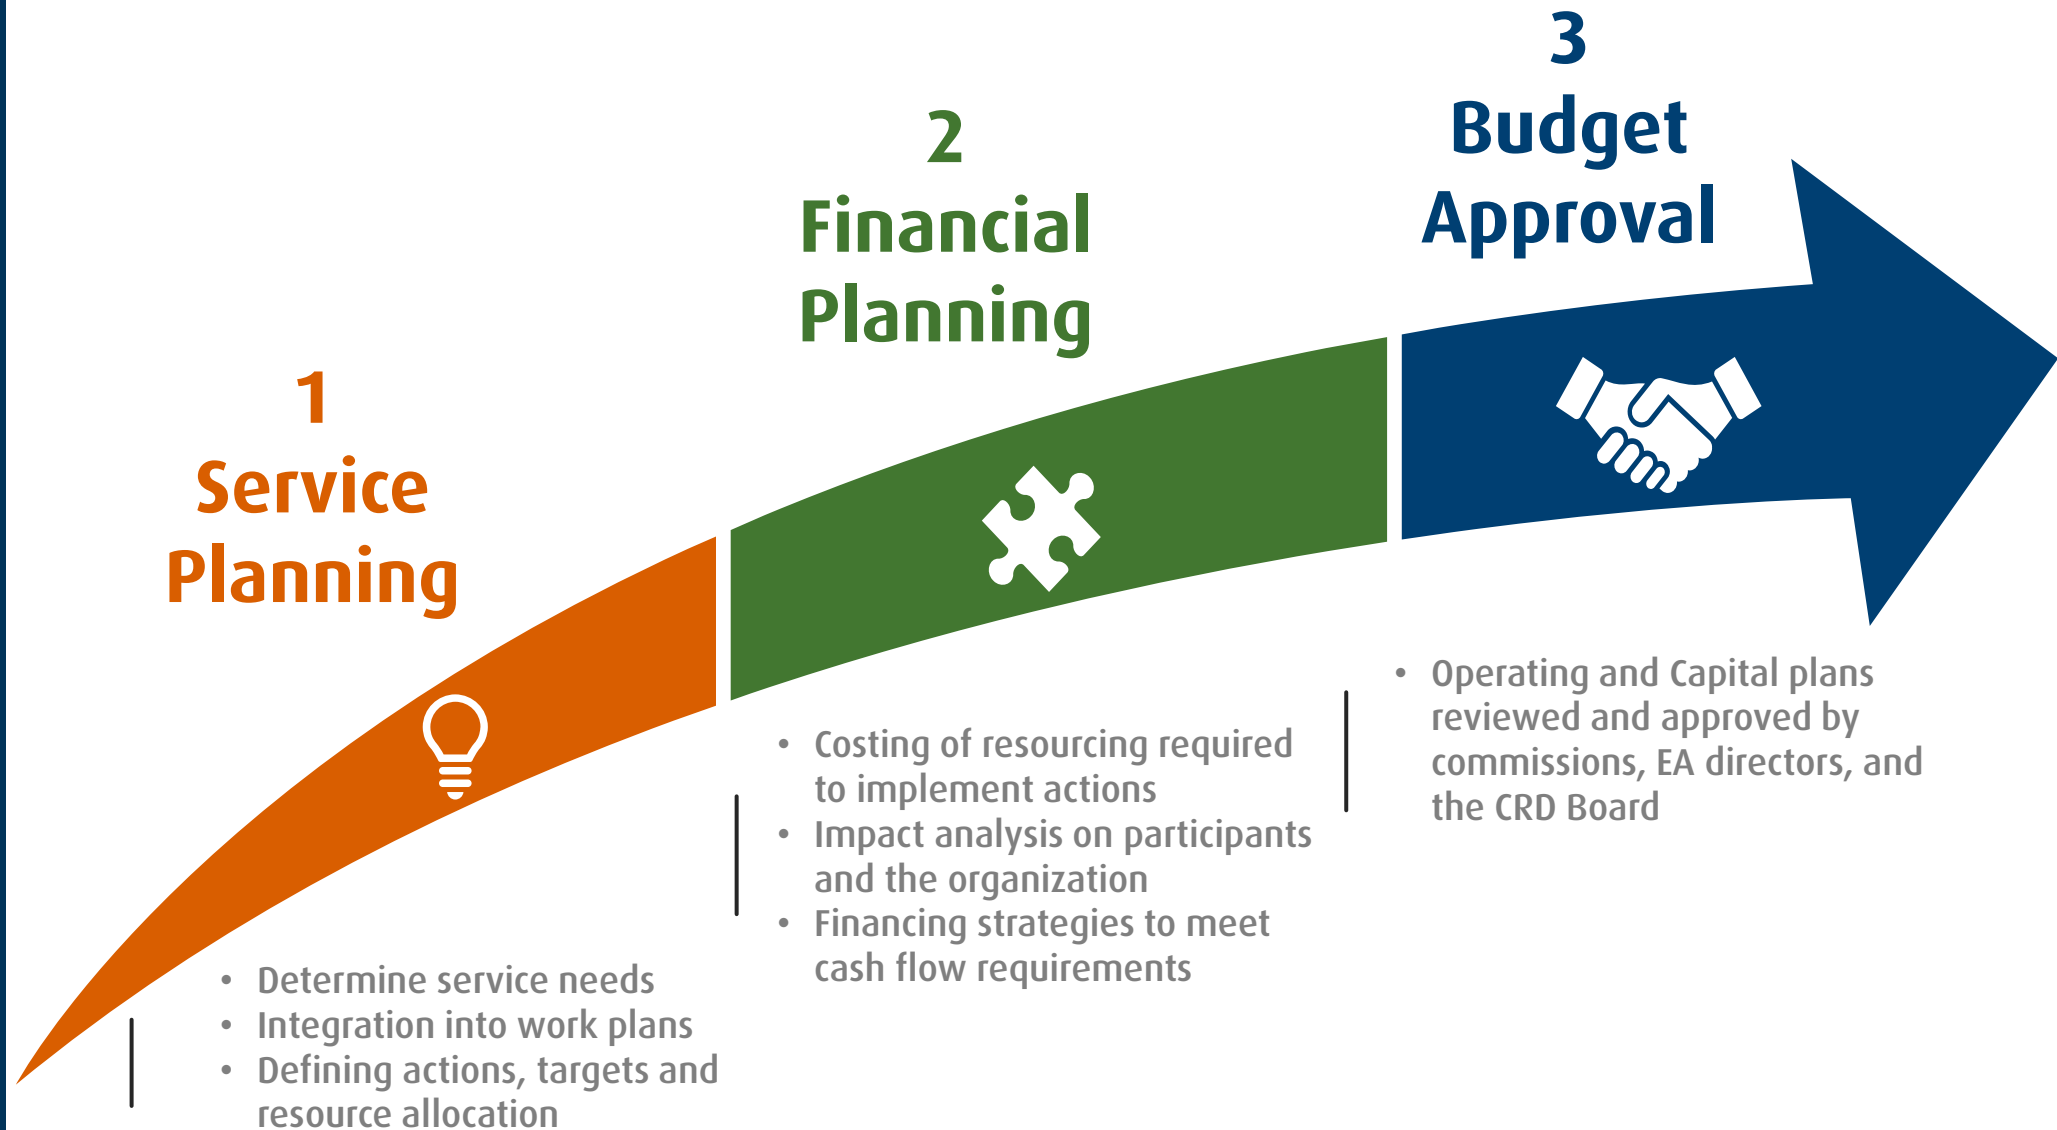 1
Service
Planning
• Determine service needs
• Integration into work plans
• Defining actions, targets and
resource allocation
2
Financial
Planning
• Costing of resourcing required
to implement actions
• Impact analysis on participants
and the organization
• Financing strategies to meet
cash flow requirements
3
Budget
Approval
• Operating and Capital plans
reviewed and approved by
commissions, EA directors, and
the CRD Board